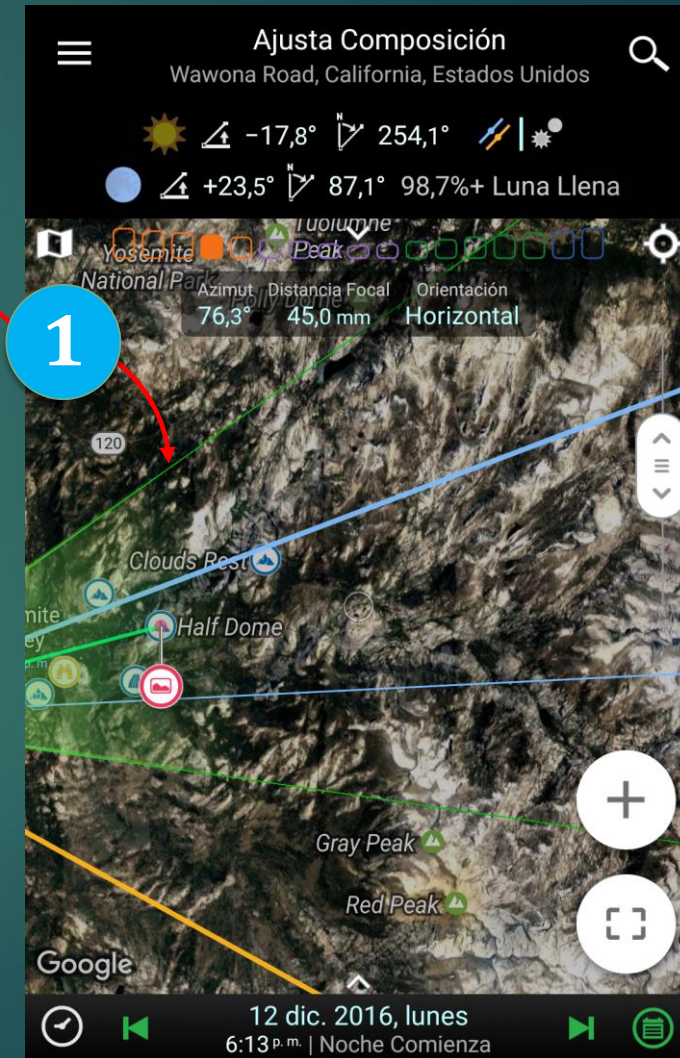 Ajusta Composición
Wawona Road, California, Estados Unidos
−17,8° N 254,1°
+23,5° N 87,1° 98,7%+ Luna Llena
Tuolumne
Peak
Yosemite
National Park
Azimut Distancia Focal Orientación
76,3° 45,0 mm Horizontal
1
120
Clouds Rest
Half Dome
Gray Peak
Red Peak
Google
12 dic. 2016, lunes
6:13 p. m. | Noche Comienza